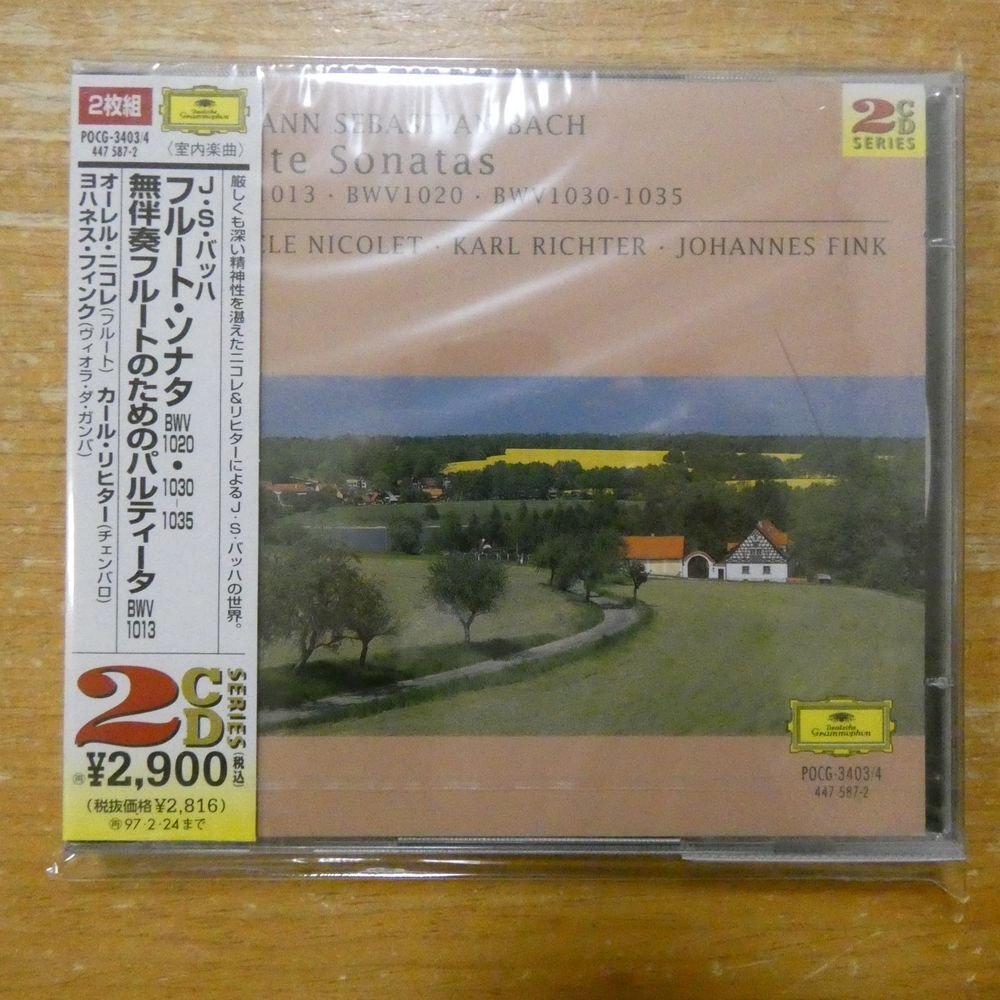 2枚組
Deutsche Grammophon
POCG-3403/4
447 587-2
〈室内楽曲〉
厳しくも深い精神性を湛えたニコレ&リヒターによるJ・S・バッハの世界。
J・S・バッハ
フルート・ソナタ BWV 1020・1030-1035
無伴奏フルートのためのパルティータ BWV 1013
オーレル・ニコレ(フルート) カール・リヒター(チェンバロ)
ヨハネス・フィンク(ヴィオラ・ダ・ガンバ)
2 CD SERIES
(税込)
再 ¥2,900
(税抜価格¥2,816)
再 97・2・24まで
ANN SEBASTIAN BACH
te Sonatas
013 · BWV1020 · BWV1030-1035
LE NICOLET · KARL RICHTER · JOHANNES FINK
2 CD SERIES
Deutsche Grammophon
POCG-3403/4
447 587-2